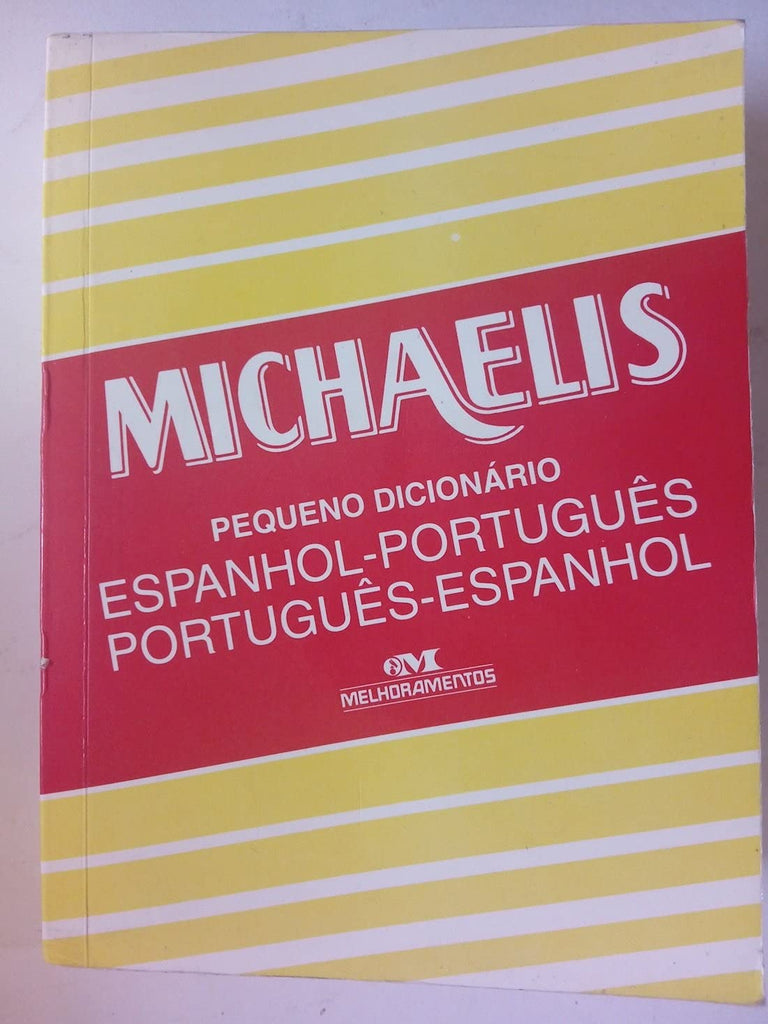 MICHAELIS
PEQUENO DICIONÁRIO
ESPANHOL-PORTUGUÊS
PORTUGUÊS-ESPANHOL
M
MELHORAMENTOS